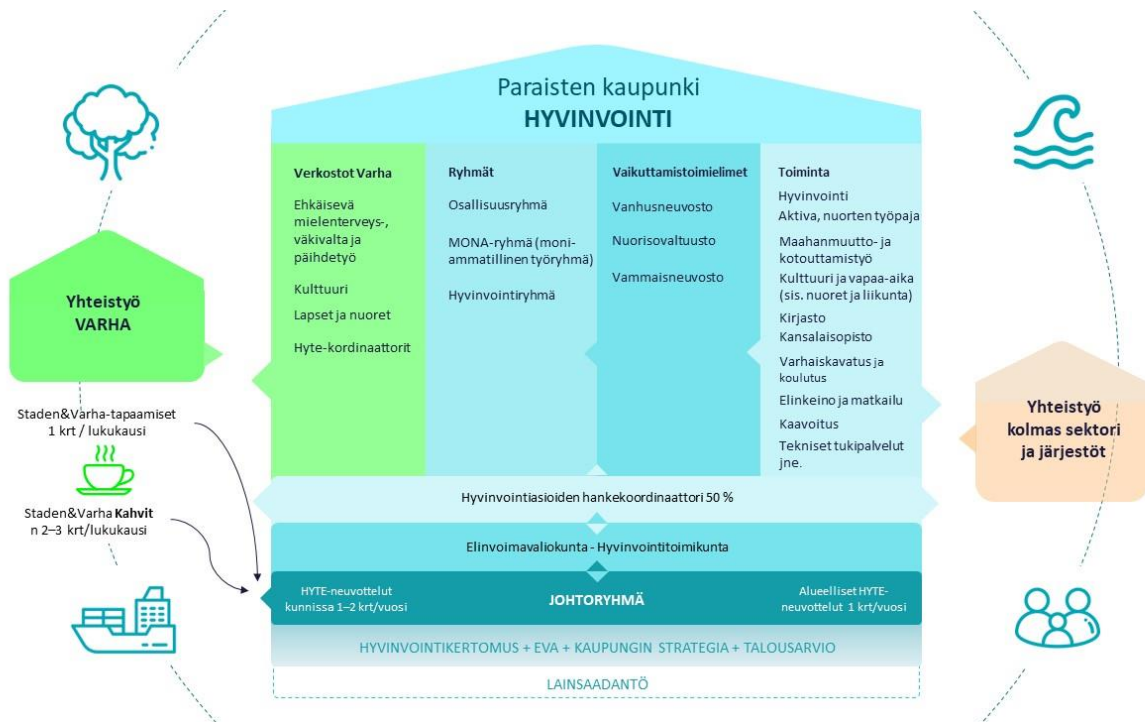 Paraisten kaupunki
HYVINVOINTI
Verkostot Varha
Ehkäisevä
mielenterveys-,
väkivalta ja
päihdetyö
Kulttuuri
Lapset ja nuoret
Hyte-kordinaattorit
Ryhmät
Osallisuusryhmä
MONA-ryhmä (moni-
ammatillinen työryhmä)
Hyvinvointiryhmä
Vaikuttamistoimielimet
Vanhusneuvosto
Nuorisovaltuusto
Vammaisneuvosto
Toiminta
Hyvinvointi
Aktiva, nuorten työpaja
Maahanmuutto- ja
kotouttamistyö
Kulttuuri ja vapaa-aika
(sis. nuoret ja liikunta)
Kirjasto
Kansalaisopisto
Varhaiskavatus ja
koulutus
Elinkeino ja matkailu
Kaavoitus
Tekniset tukipalvelut
jne.
Yhteistyö
VARHA
Staden&Varha-tapaamiset
1 krt / lukukausi
Staden&Varha Kahvit
n 2–3 krt/lukukausi
Yhteistyö
kolmas sektori
ja järjestöt
Hyvinvointiasioiden hankekoordinaattori 50 %
Elinvoimavaliokunta - Hyvinvointitoimikunta
HYTE-neuvottelut
kunnissa 1–2 krt/vuosi
JOHTORYHMÄ
Alueelliset HYTE-
neuvottelut 1 krt/vuosi
HYVINVOINTIKERTOMUS + EVA + KAUPUNGIN STRATEGIA + TALOUSARVIO
LAINSAADANTÖ